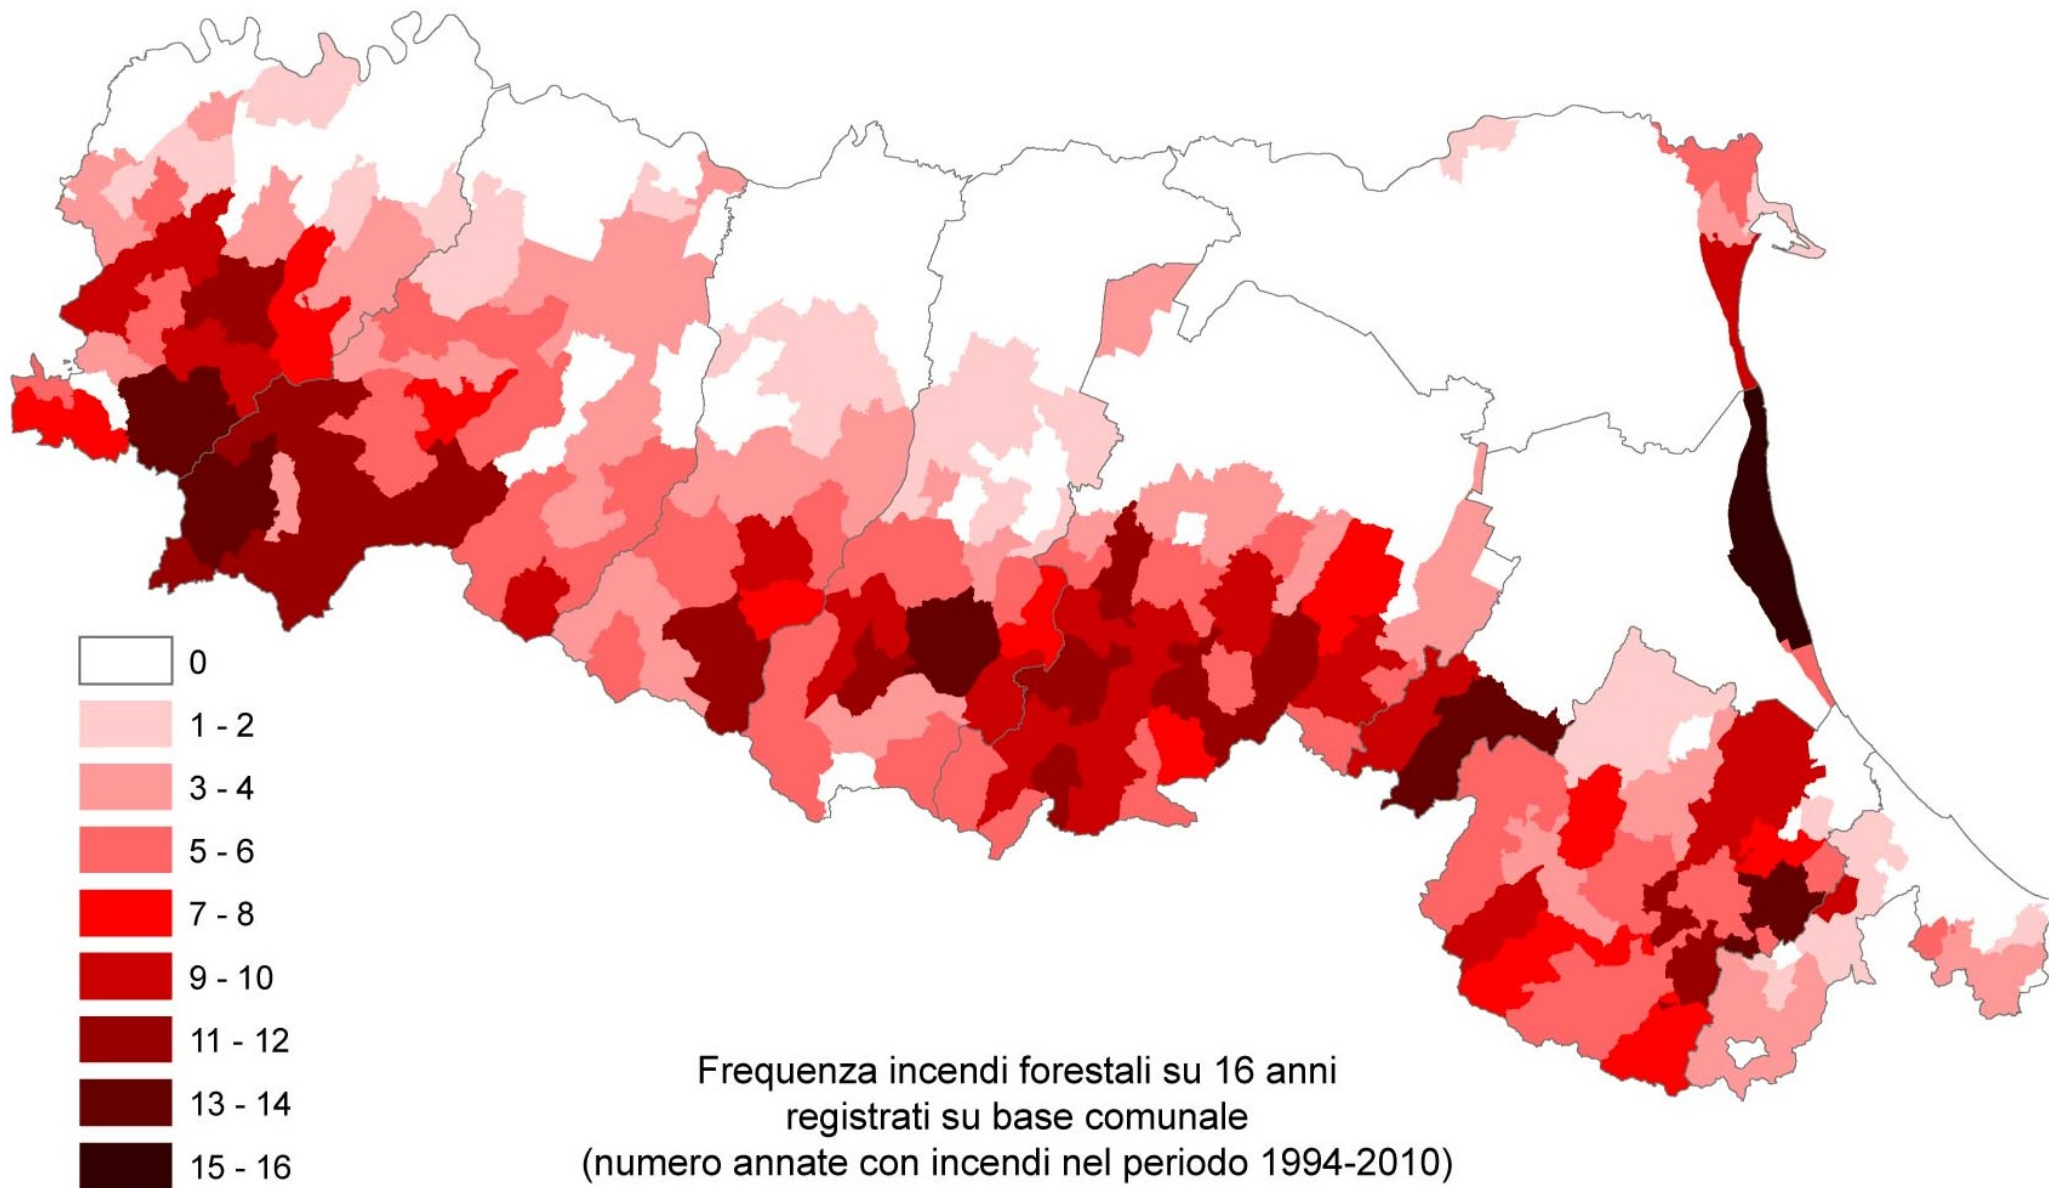 0
1 - 2
3 - 4
5 - 6
7 - 8
9 - 10
11 - 12
13 - 14
15 - 16
Frequenza incendi forestali su 16 anni
registrati su base comunale
(numero annate con incendi nel periodo 1994-2010)